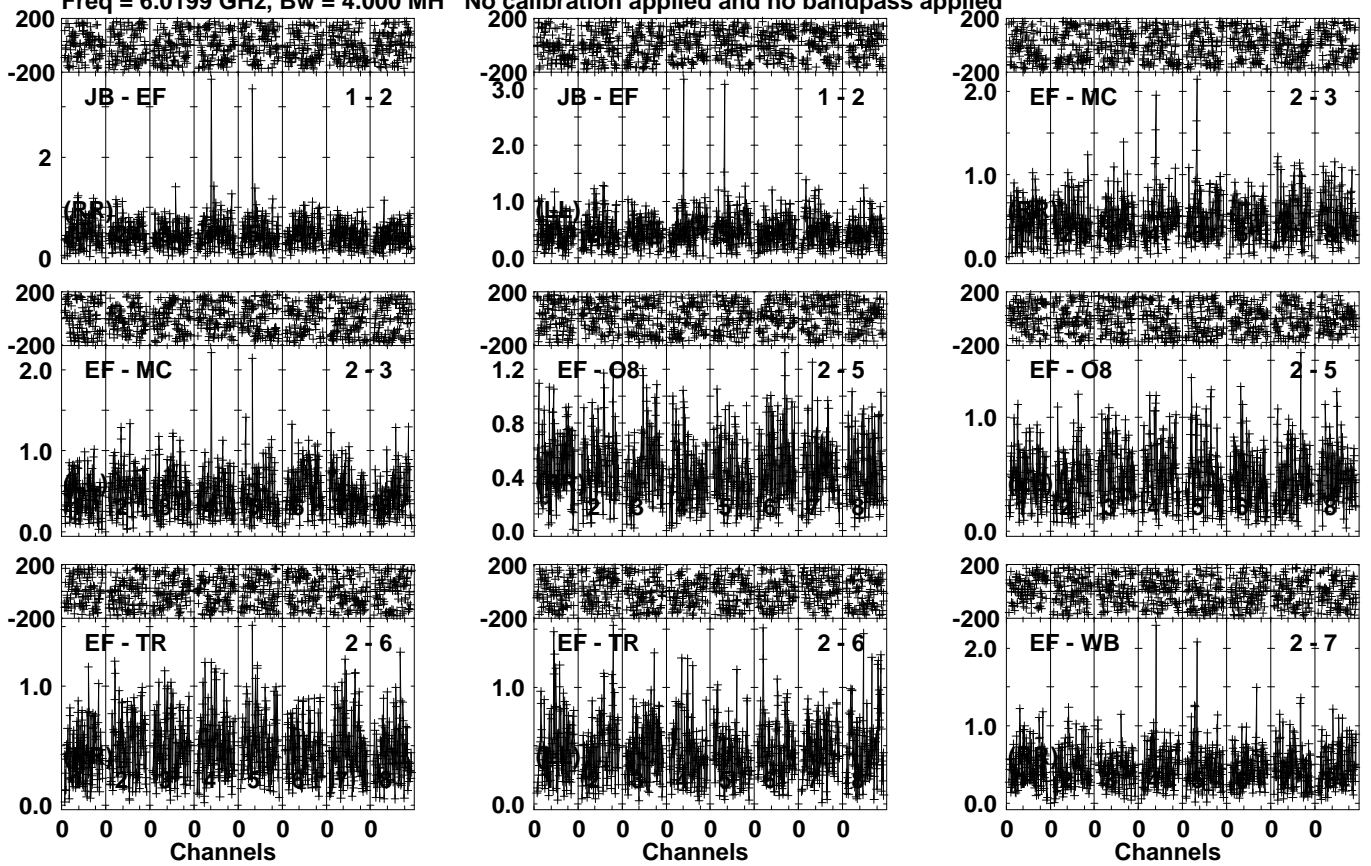 Freq = 6.0199 GHz, Bw = 4.000 MH No calibration applied and no bandpass applied
200 200 200
-200 -200 -200
JB - EF 1 - 2 JB - EF 1 - 2 EF - MC 2 - 3
3.0 2.0
2 2.0
1.0 1.0
(RR) (LL)
0 0.0 0.0
200 200 200
-200 -200 -200
EF - MC 2 - 3 EF - O8 2 - 5 EF - O8 2 - 5
2.0 1.2
0.8 1.0
1.0
0.4
2 3 5 6 8
0.0 0.0 0.0
200 200 200
-200 -200 -200
EF - TR 2 - 6 EF - TR 2 - 6 EF - WB 2 - 7
2.0
1.0 1.0 1.0
0.0 0.0 0.0
0 0 0 0 0 0 0 0 0 0 0 0 0 0 0 0 0 0 0 0 0 0 0 0
Channels Channels Channels